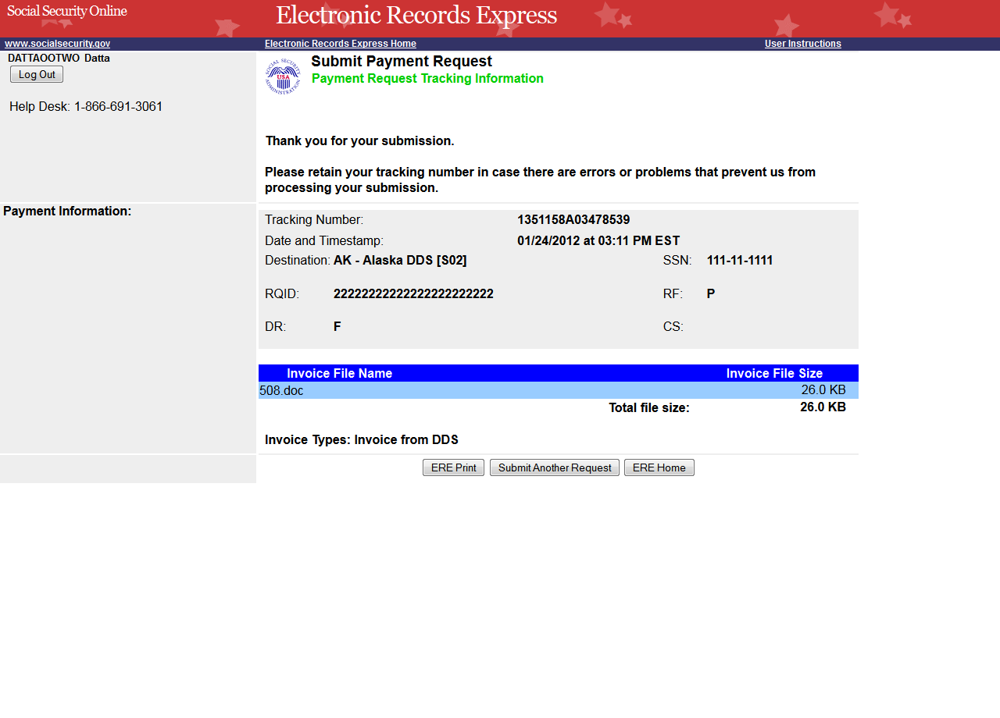 Social Security Online
Electronic Records Express
www.socialsecurity.gov
Electronic Records Express Home
User Instructions
DATTAOOTWO Datta
Log Out
Help Desk: 1-866-691-3061
SOCIAL SECURITY ADMINISTRATION
USA
Submit Payment Request
Payment Request Tracking Information
Thank you for your submission.
Please retain your tracking number in case there are errors or problems that prevent us from
processing your submission.
Payment Information:
Tracking Number: 1351158A03478539
Date and Timestamp: 01/24/2012 at 03:11 PM EST
Destination: AK - Alaska DDS [S02] SSN: 111-11-1111
RQID: 22222222222222222222222 RF: P
DR: F CS:
Invoice File Name Invoice File Size
508.doc 26.0 KB
Total file size: 26.0 KB
Invoice Types: Invoice from DDS
ERE Print Submit Another Request ERE Home